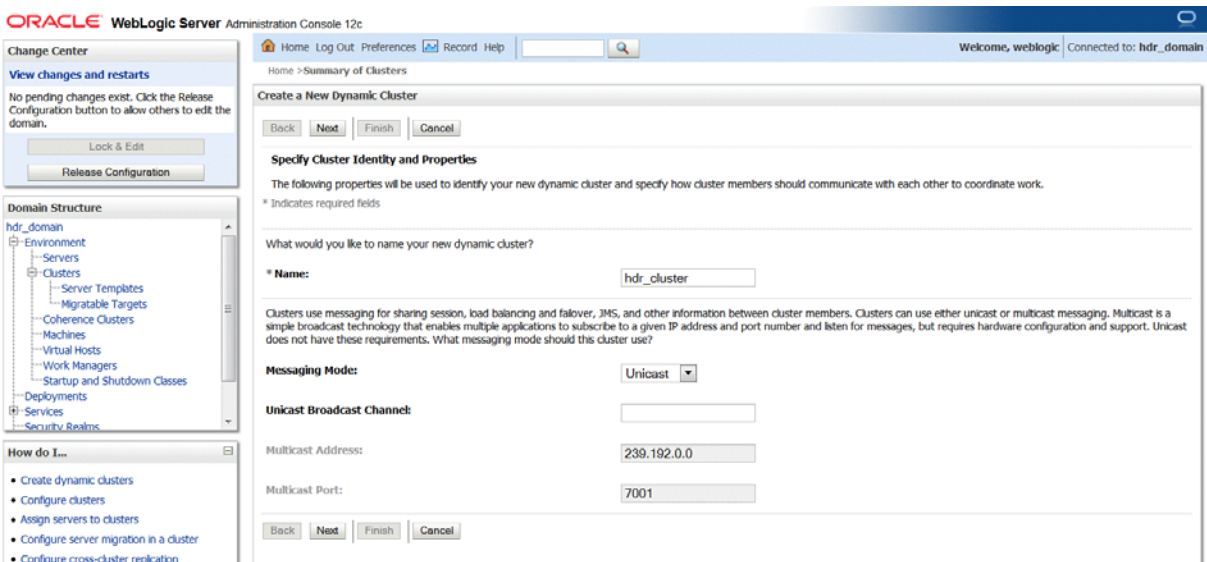 ORACLE WebLogic Server Administration Console 12c
Change Center
View changes and restarts
No pending changes exist. Click the Release
Configuration button to allow others to edit the
domain.
Lock & Edit
Release Configuration
Domain Structure
hdr_domain
Environment
Servers
Clusters
Server Templates
Migratable Targets
Coherence Clusters
Machines
Virtual Hosts
Work Managers
Startup and Shutdown Classes
Deployments
Services
Security Realms
How do I...
Create dynamic clusters
Configure clusters
Assign servers to clusters
Configure server migration in a cluster
Configure cross-cluster replication
Home Log Out Preferences Record Help
Welcome, weblogic Connected to: hdr_domain
Home >Summary of Clusters
Create a New Dynamic Cluster
Back Next Finish Cancel
Specify Cluster Identity and Properties
The following properties will be used to identify your new dynamic cluster and specify how cluster members should communicate with each other to coordinate work.
* Indicates required fields
What would you like to name your new dynamic cluster?
* Name: hdr_cluster
Clusters use messaging for sharing session, load balancing and failover, JMS, and other information between cluster members. Clusters can use either unicast or multicast messaging. Multicast is a
simple broadcast technology that enables multiple applications to subscribe to a given IP address and port number and listen for messages, but requires hardware configuration and support. Unicast
does not have these requirements. What messaging mode should this cluster use?
Messaging Mode: Unicast
Unicast Broadcast Channel:
Multicast Address: 239.192.0.0
Multicast Port: 7001
Back Next Finish Cancel